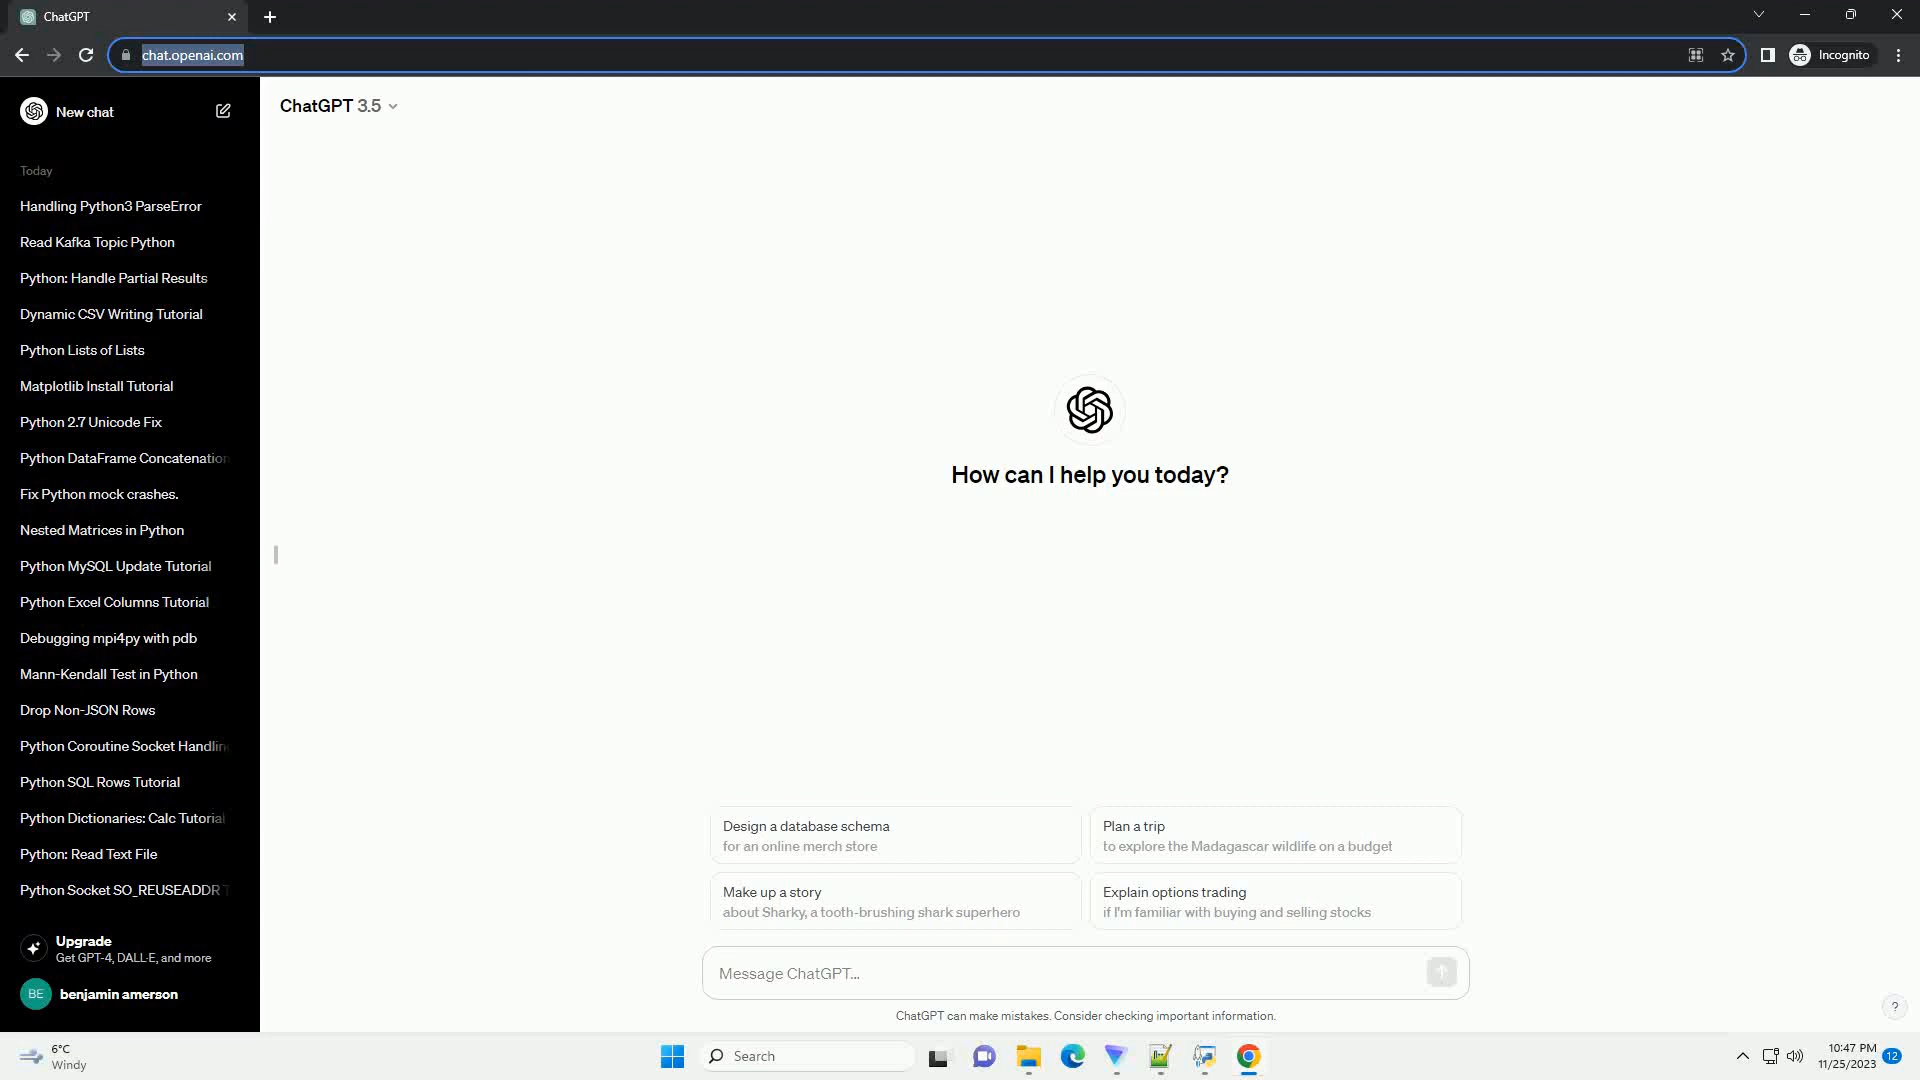 ChatGPT
chat.openai.com
Incognito
New chat
ChatGPT 3.5
Today
Handling Python3 ParseError
Read Kafka Topic Python
Python: Handle Partial Results
Dynamic CSV Writing Tutorial
Python Lists of Lists
Matplotlib Install Tutorial
Python 2.7 Unicode Fix
Python DataFrame Concatenation
Fix Python mock crashes.
Nested Matrices in Python
Python MySQL Update Tutorial
Python Excel Columns Tutorial
Debugging mpi4py with pdb
Mann-Kendall Test in Python
Drop Non-JSON Rows
Python Coroutine Socket Handlin
Python SQL Rows Tutorial
Python Dictionaries: Calc Tutorial
Python: Read Text File
Python Socket SO_REUSEADDR T
Upgrade
Get GPT-4, DALL·E, and more
BE
benjamin amerson
How can I help you today?
Design a database schema
for an online merch store
Plan a trip
to explore the Madagascar wildlife on a budget
Make up a story
about Sharky, a tooth-brushing shark superhero
Explain options trading
if I'm familiar with buying and selling stocks
Message ChatGPT...
ChatGPT can make mistakes. Consider checking important information.
?
6°C
Windy
Search
10:47 PM
11/25/2023
12